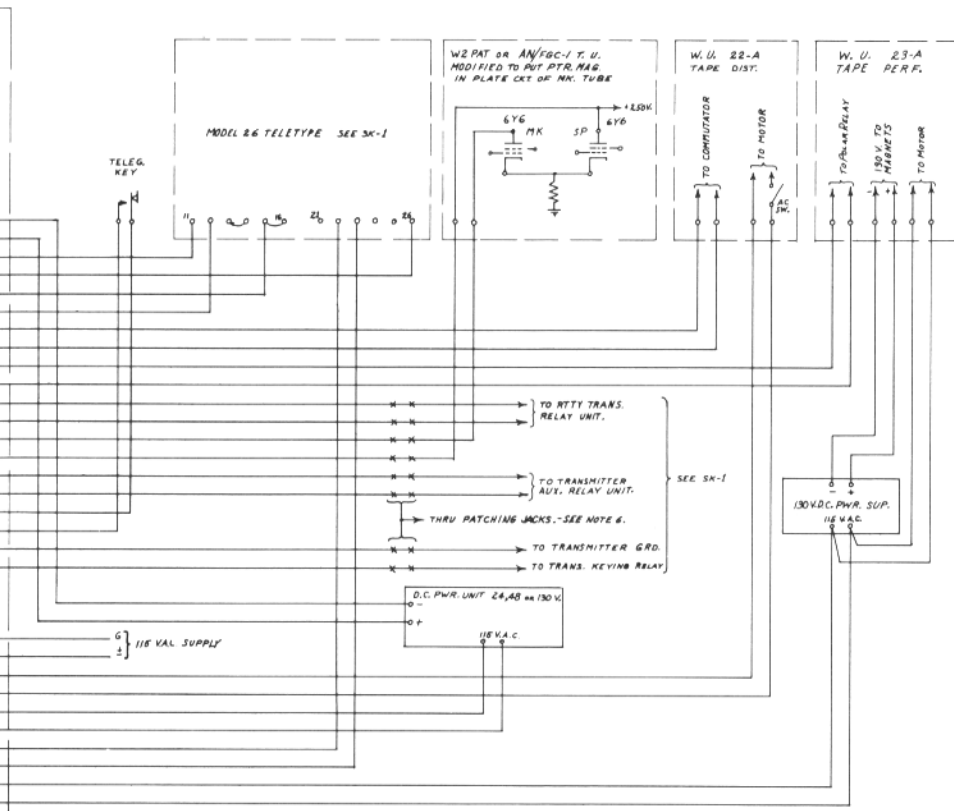 W2 PAT OR AN/FGC-1 T. U.
MODIFIED TO PUT PTR. MAG.
IN PLATE CKT OF MK. TUBE
+250V.
6Y6
MK
6Y6
SP
W. U. 22-A
TAPE DIST.
TO COMMUTATOR
TO MOTOR
AC
SW.
W. U. 23-A
TAPE PERF.
TO POLAR RELAY
130 V. TO
MAGNETS
- +
TO MOTOR
MODEL 26 TELETYPE SEE SK-1
TELEG.
KEY
11
16
23
26
TO RTTY TRANS.
RELAY UNIT.
TO TRANSMITTER
AUX. RELAY UNIT.
SEE SK-1
THRU PATCHING JACKS.-SEE NOTE 6.
TO TRANSMITTER GRD.
TO TRANS. KEYING RELAY
- +
130 V.D.C. PWR. SUP.
115 V.A.C.
D.C. PWR. UNIT 24,48 OR 130 V.
-
+
115 V.A.C.
G
±
115 V.A.C. SUPPLY